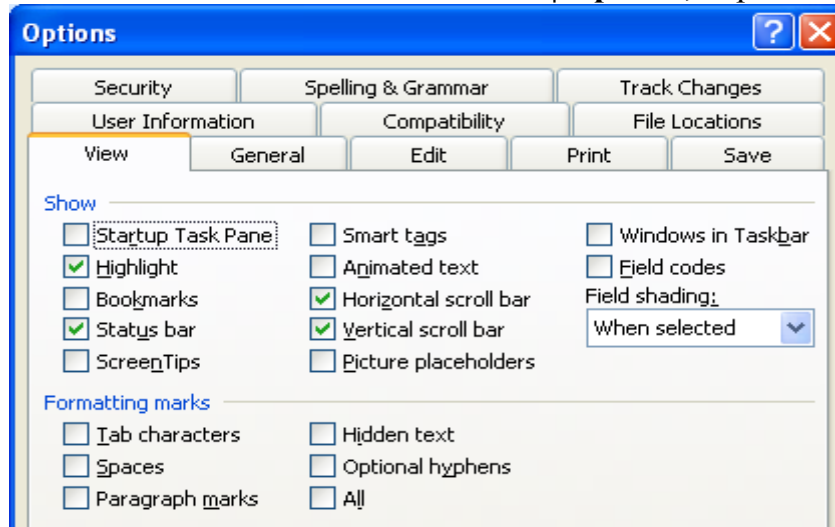 Options
Security Spelling & Grammar Track Changes
User Information Compatibility File Locations
View General Edit Print Save
Show
Startup Task Pane Smart tags Windows in Taskbar
Highlight Animated text Field codes
Bookmarks Horizontal scroll bar Field shading:
Status bar Vertical scroll bar When selected
ScreenTips Picture placeholders
Formatting marks
Tab characters Hidden text
Spaces Optional hyphens
Paragraph marks All